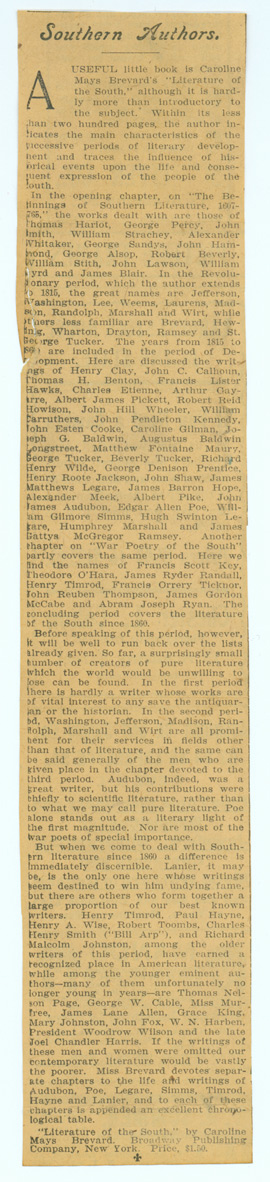 Southern Authors.
A USEFUL little book is Caroline
Mays Brevard's "Literature of
the South," although it is hard-
ly more than introductory to
the subject. Within its less
than two hundred pages, the author in-
dicates the main characteristics of the
successive periods of literary develop-
ment and traces the influence of his-
torical events upon the life and conse-
quent expression of the people of the
South.
In the opening chapter, on "The Be-
ginnings of Southern Literature, 1607-
1765," the works dealt with are those of
Thomas Hariot, George Percy, John
Smith, William Strachey, Alexander
Whitaker, George Sandys, John Ham-
mond, George Alsop, Robert Beverly,
William Stith, John Lawson, William
Byrd and James Blair. In the Revolu-
tionary period, which the author extends
to 1815, the great names are Jefferson,
Washington, Lee, Weems, Laurens, Mad-
son, Randolph, Marshall and Wirt, while
others less familiar are Brevard, Hew-
Wharton, Drayton, Ramsey and St.
George Tucker. The years from 1815 to
are included in the period of De-
lopment. Here are discussed the writ-
ings of Henry Clay, John C. Calhoun,
Thomas H. Benton, Francis Lister
Hawks, Charles Etienne, Arthur Gay-
arre, Albert James Pickett, Robert Reid
Howison, John Hill Wheeler, William
Carruthers, John Pendleton Kennedy,
John Esten Cooke, Caroline Gilman, Jo-
seph G. Baldwin, Augustus Baldwin
Longstreet, Matthew Fontaine Maury,
George Tucker, Beverly Tucker, Richard
Henry Wilde, George Denison Prentice,
Henry Roote Jackson, John Shaw, James
Matthews Legare, James Barron Hope,
Alexander Meek, Albert Pike, John
James Audubon, Edgar Allen Poe, Wil-
liam Gilmore Simms, Hugh Swinton Le-
gare, Humphrey Marshall and James
Gattys McGregor Ramsey. Another
chapter on "War Poetry of the South"
partly covers the same period. Here we
find the names of Francis Scott Key,
Theodore O'Hara, James Ryder Randall,
Henry Timrod, Francis Orrery Ticknor,
John Reuben Thompson, James Gordon
McCabe and Abram Joseph Ryan. The
concluding period covers the literature
of the South since 1860.
Before speaking of this period, however,
it will be well to run back over the lists
already given. So far, a surprisingly small
number of creators of pure literature
which the world would be unwilling to
lose can be found. In the first period
there is hardly a writer whose works are
of vital interest to any save the antiquar-
ian or the historian. In the second peri-
od, Washington, Jefferson, Madison, Ran-
dolph, Marshall and Wirt are all promi-
nent for their services in fields other
than that of literature, and the same can
be said generally of the men who are
given place in the chapter devoted to the
third period. Audubon, indeed, was a
great writer, but his contributions were
chiefly to scientific literature, rather than
to what we may call pure literature. Poe
alone stands out as a literary light of
the first magnitude. Nor are most of the
war poets of special importance.
But when we come to deal with South-
ern literature since 1860 a difference is
immediately discernible. Lanier, it may
be, is the only one here whose writings
seem destined to win him undying fame,
but there are others who form together a
large proportion of our best known
writers. Henry Timrod, Paul Hayne,
Henry A. Wise, Robert Toombs, Charles
Henry Smith ("Bill Arp"), and Richard
Malcolm Johnston, among the older
writers of this period, have earned a
recognized place in American literature,
while among the younger eminent au-
thors—many of them unfortunately no
longer young in years—are Thomas Nel-
son Page, George W. Cable, Miss Mur-
free, James Lane Allen, Grace King,
Mary Johnston, John Fox, W. N. Harben,
President Woodrow Wilson and the late
Joel Chandler Harris. If the writings of
these men and women were omitted our
contemporary literature would be vastly
the poorer. Miss Brevard devotes separ-
ate chapters to the life and writings of
Audubon, Poe, Legare, Simms, Timrod,
Hayne and Lanier, and to each of these
chapters is appended an excellent chrono-
logical table.
"Literature of the South," by Caroline
Mays Brevard. Broadway Publishing
Company, New York. Price, $1.50.